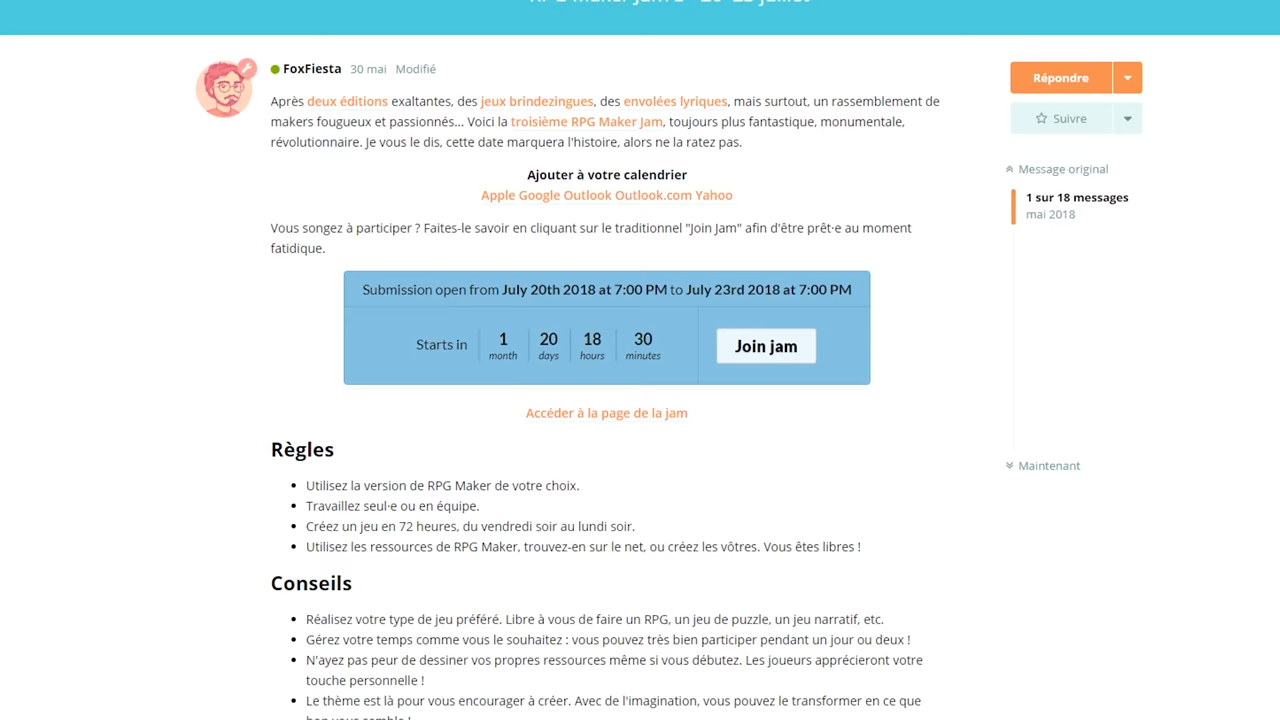 FoxFiesta 30 mai Modifié
Après deux éditions exaltantes, des jeux brindezingues, des envolées lyriques, mais surtout, un rassemblement de
makers fougueux et passionnés... Voici la troisième RPG Maker Jam, toujours plus fantastique, monumentale,
révolutionnaire. Je vous le dis, cette date marquera l'histoire, alors ne la ratez pas.
Ajouter à votre calendrier
Apple Google Outlook Outlook.com Yahoo
Vous songez à participer ? Faites-le savoir en cliquant sur le traditionnel "Join Jam" afin d'être prêt·e au moment
fatidique.
Submission open from July 20th 2018 at 7:00 PM to July 23rd 2018 at 7:00 PM
Starts in 1 month 20 days 18 hours 30 minutes
Join jam
Accéder à la page de la jam
Règles
Utilisez la version de RPG Maker de votre choix.
Travaillez seul·e ou en équipe.
Créez un jeu en 72 heures, du vendredi soir au lundi soir.
Utilisez les ressources de RPG Maker, trouvez-en sur le net, ou créez les vôtres. Vous êtes libres !
Conseils
Réalisez votre type de jeu préféré. Libre à vous de faire un RPG, un jeu de puzzle, un jeu narratif, etc.
Gérez votre temps comme vous le souhaitez : vous pouvez très bien participer pendant un jour ou deux !
N'ayez pas peur de dessiner vos propres ressources même si vous débutez. Les joueurs apprécieront votre
touche personnelle !
Le thème est là pour vous encourager à créer. Avec de l'imagination, vous pouvez le transformer en ce que
Répondre
Suivre
Message original
1 sur 18 messages
mai 2018
Maintenant